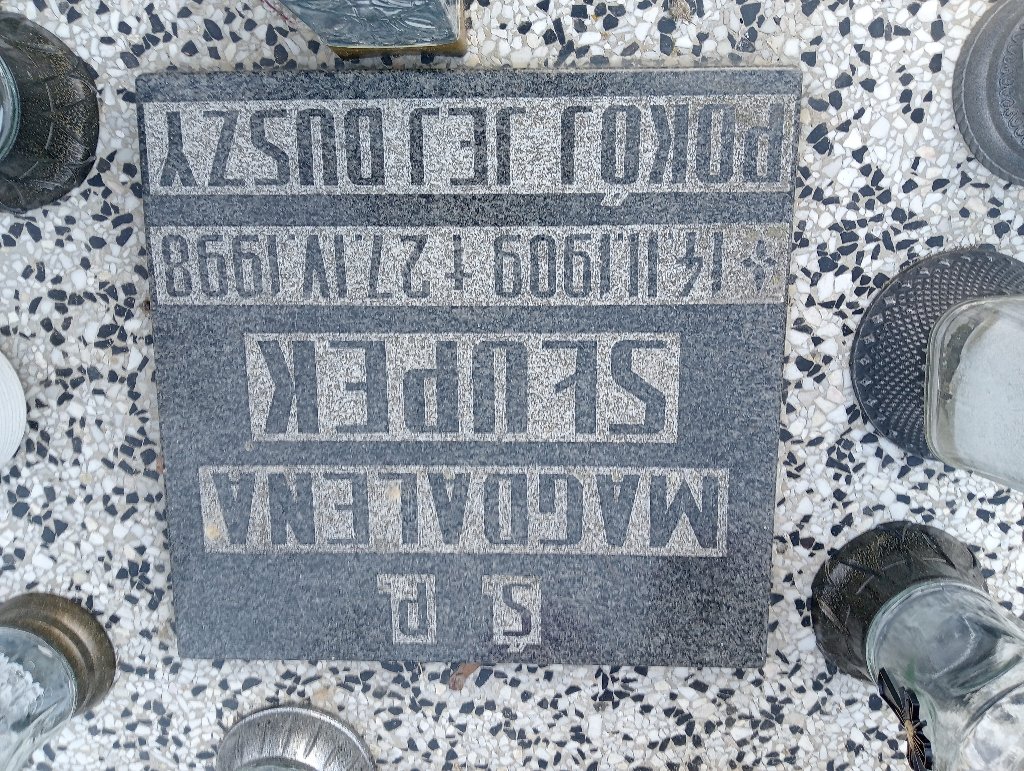 Ś P
MAGDALENA
SŁUPEK
✧ 14.II.1909 † 27.IV.1998
POKÓJ JEJ DUSZY